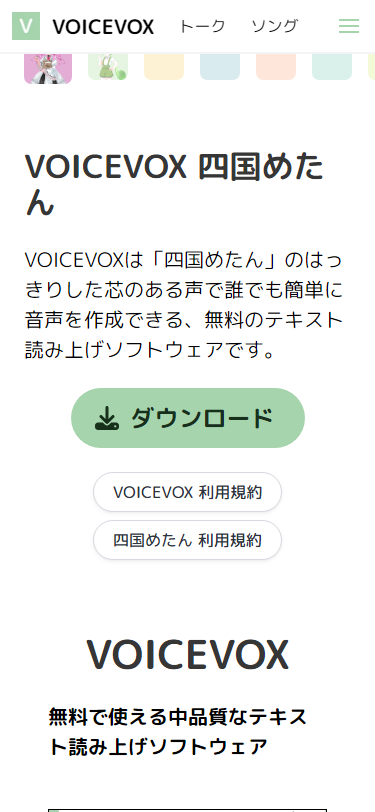 V VOICEVOX トーク ソング
VOICEVOX 四国めた
ん
VOICEVOXは「四国めたん」のはっ
きりした芯のある声で誰でも簡単に
音声を作成できる、無料のテキスト
読み上げソフトウェアです。
ダウンロード
VOICEVOX 利用規約
四国めたん 利用規約
VOICEVOX
無料で使える中品質なテキス
ト読み上げソフトウェア